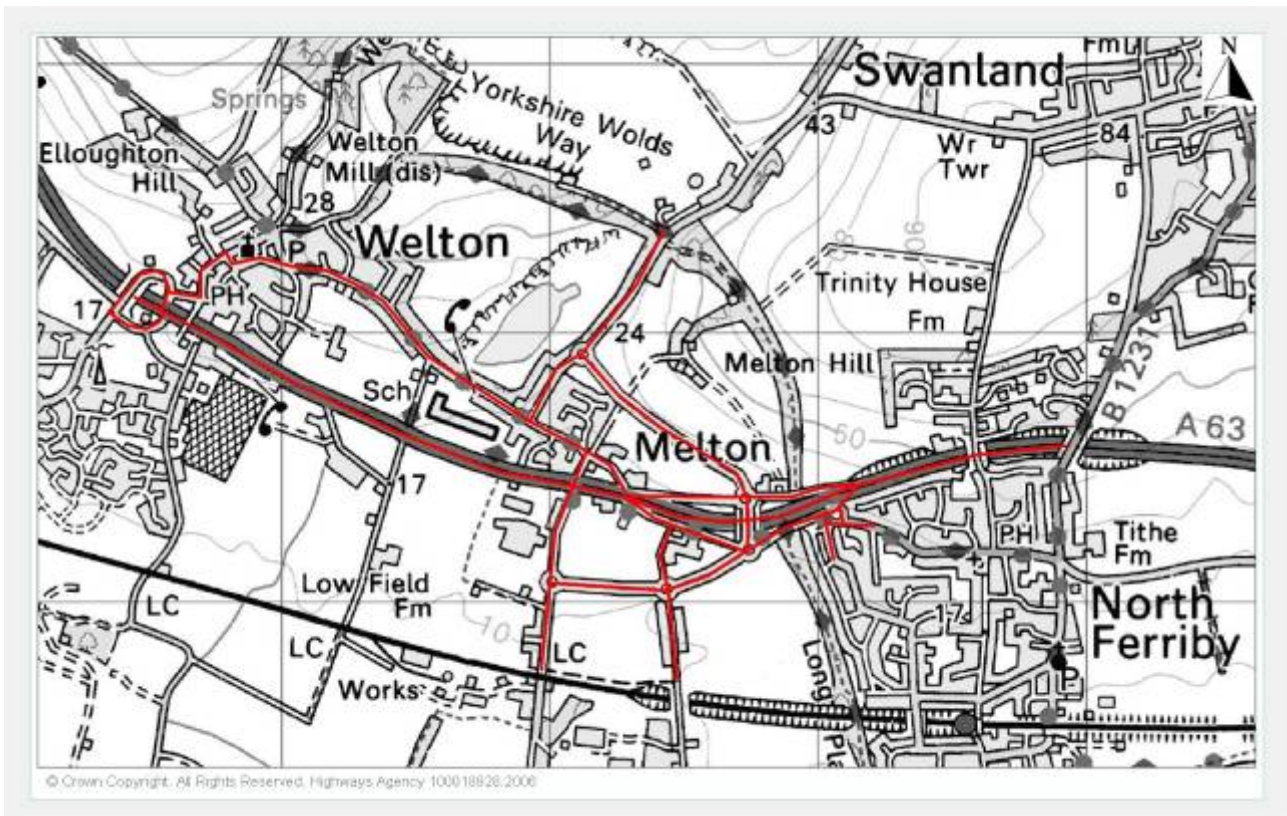 Swanland
Fm
N
Springs
Yorkshire Wolds
Way
43
84
Wr
Twr
Elloughton
Hill
Welton
Mill (dis)
28
P
Welton
17
PH
24
Trinity House
Fm
Melton Hill
50
B 1231
A 63
Sch
Melton
17
PH
Tithe
Fm
Low Field
Fm
10
LC
LC
LC
Works
Long
Pla
17
North
Ferriby
P
© Crown Copyright. All Rights Reserved. Highways Agency 100018928.2006